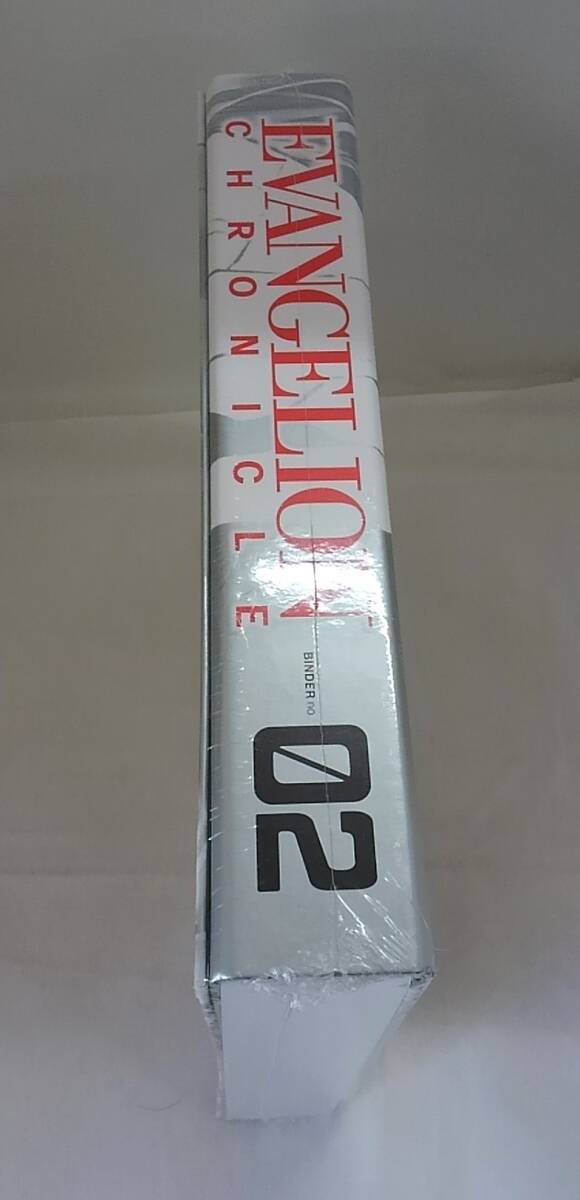 EVANGELION
CHRONICLE
BINDER no
02